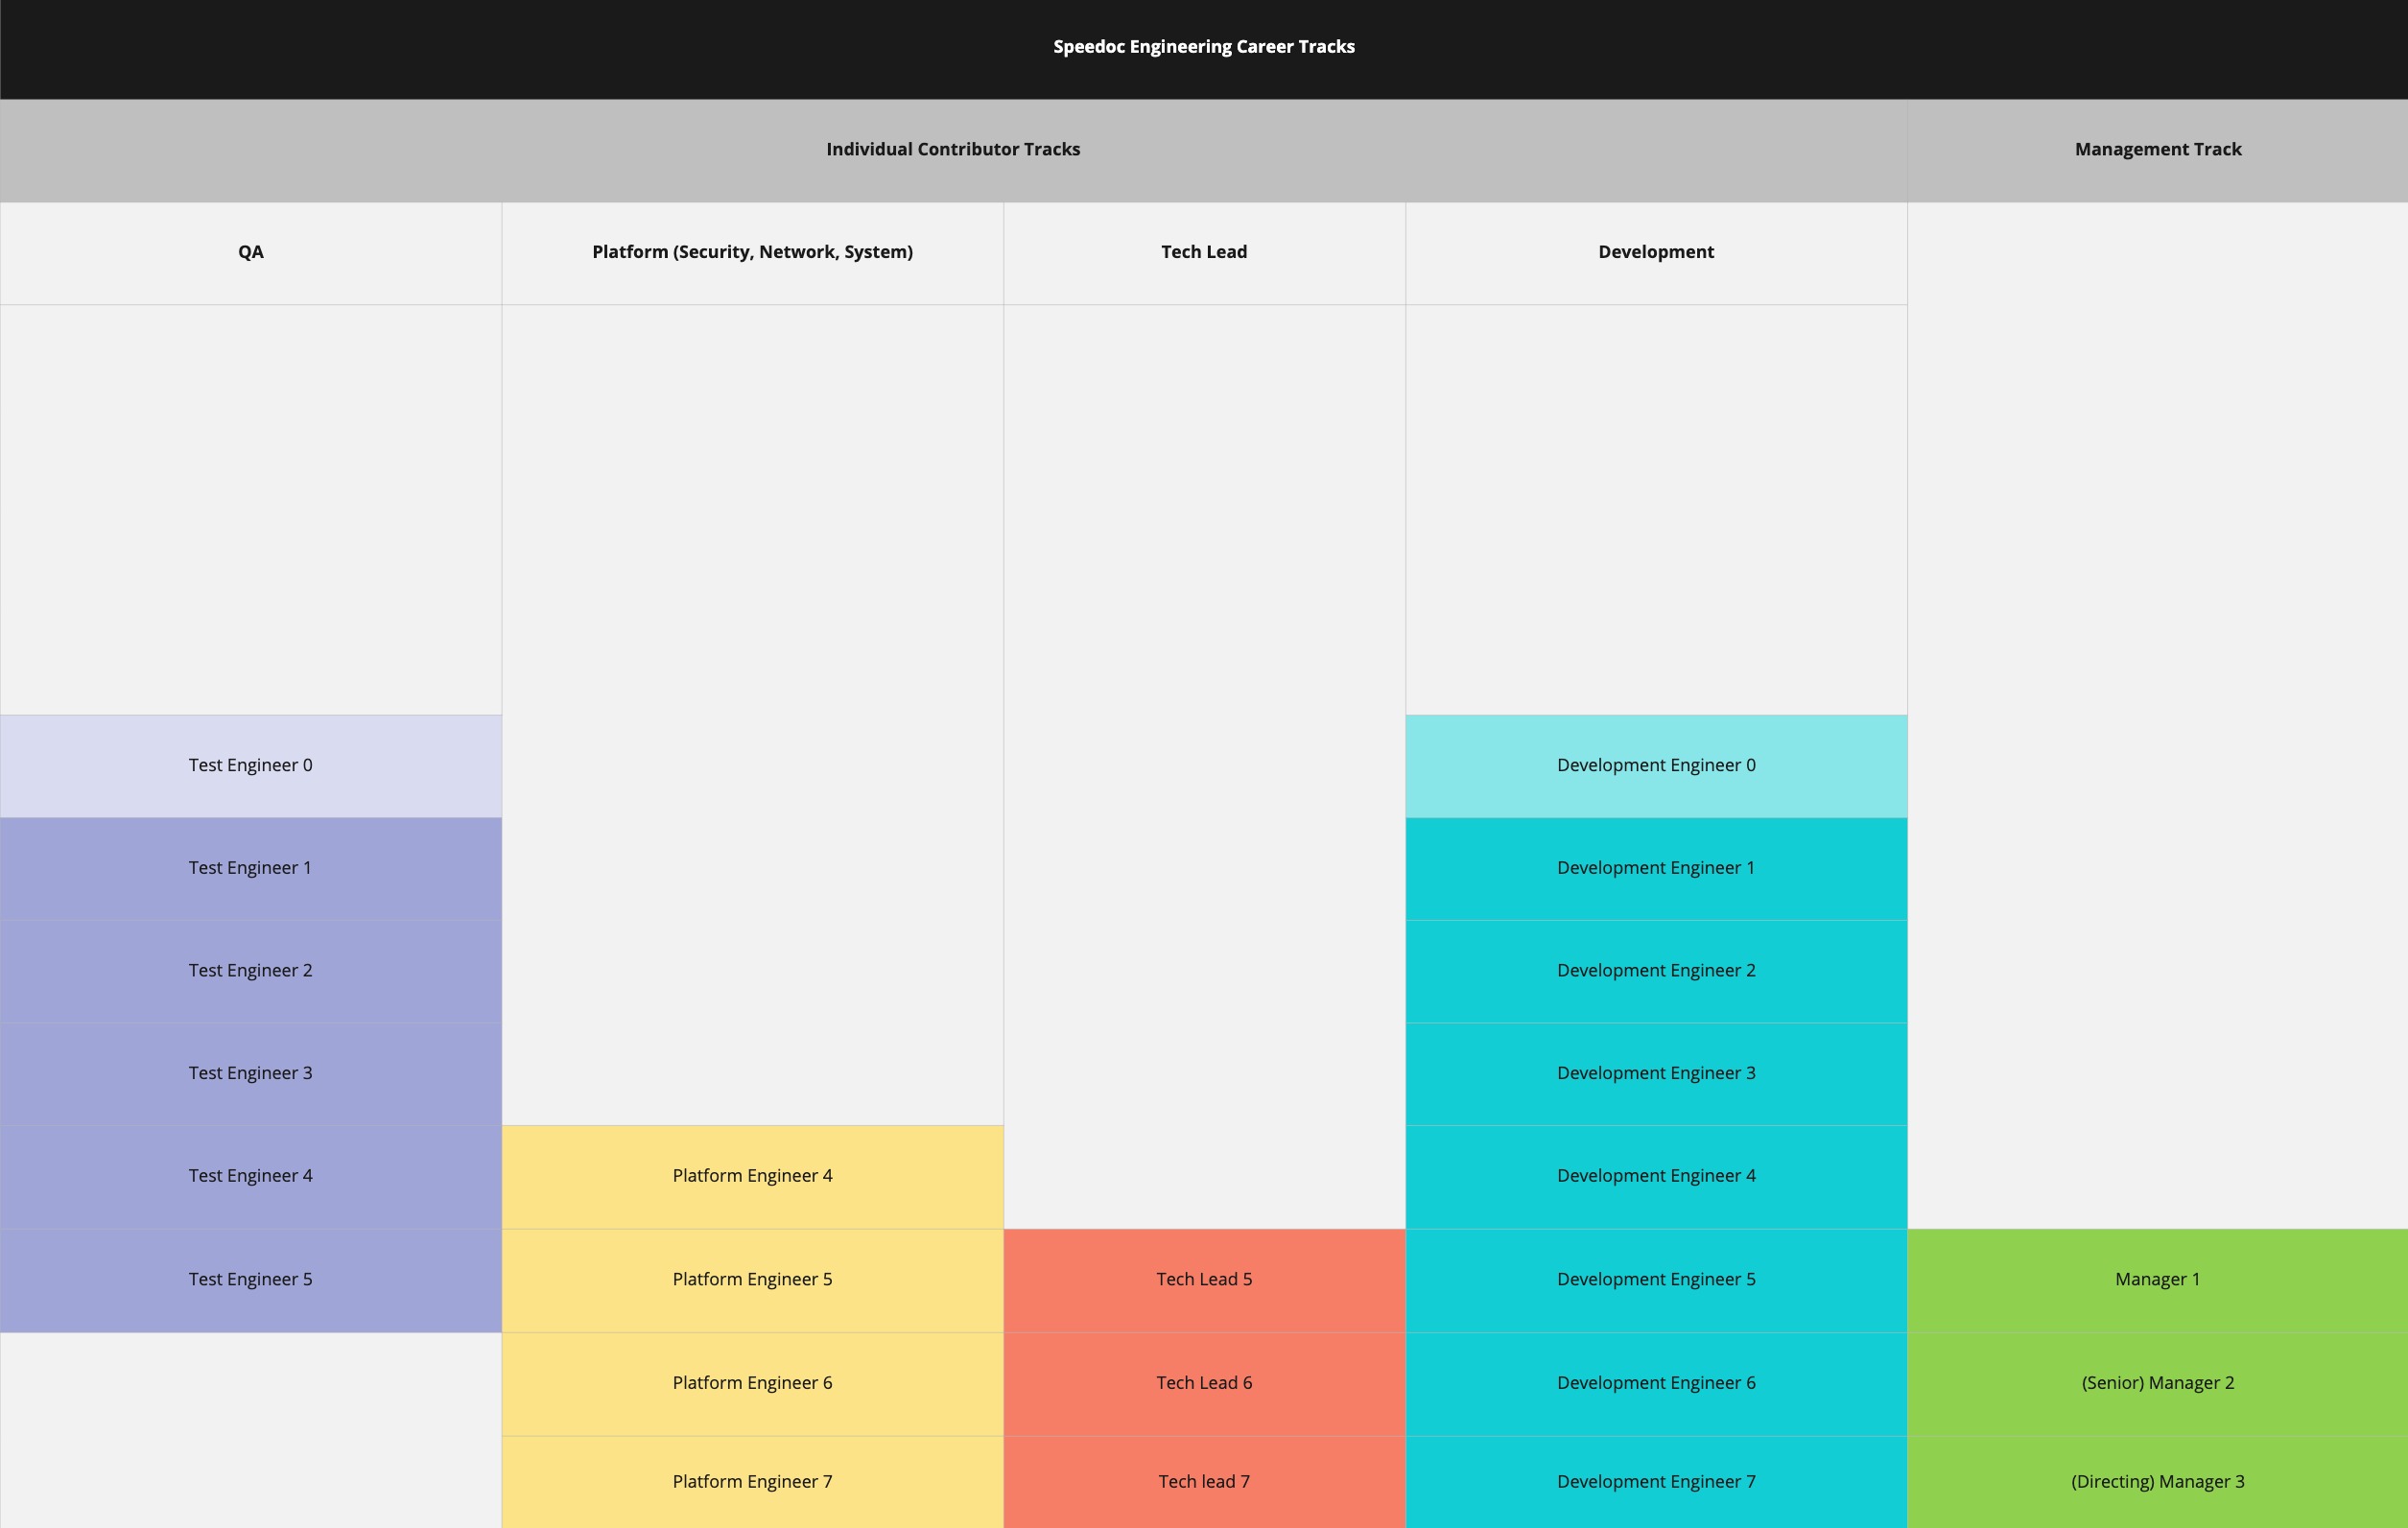 Speedoc Engineering Career Tracks
Individual Contributor Tracks
Management Track
QA
Platform (Security, Network, System)
Tech Lead
Development
Test Engineer 0
Development Engineer 0
Test Engineer 1
Development Engineer 1
Test Engineer 2
Development Engineer 2
Test Engineer 3
Development Engineer 3
Test Engineer 4
Platform Engineer 4
Development Engineer 4
Test Engineer 5
Platform Engineer 5
Tech Lead 5
Development Engineer 5
Manager 1
Platform Engineer 6
Tech Lead 6
Development Engineer 6
(Senior) Manager 2
Platform Engineer 7
Tech lead 7
Development Engineer 7
(Directing) Manager 3